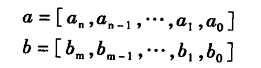 a = [a_n, a_{n-1}, ⋯, a_1, a_0]
b = [b_m, b_{m-1}, ⋯, b_1, b_0]